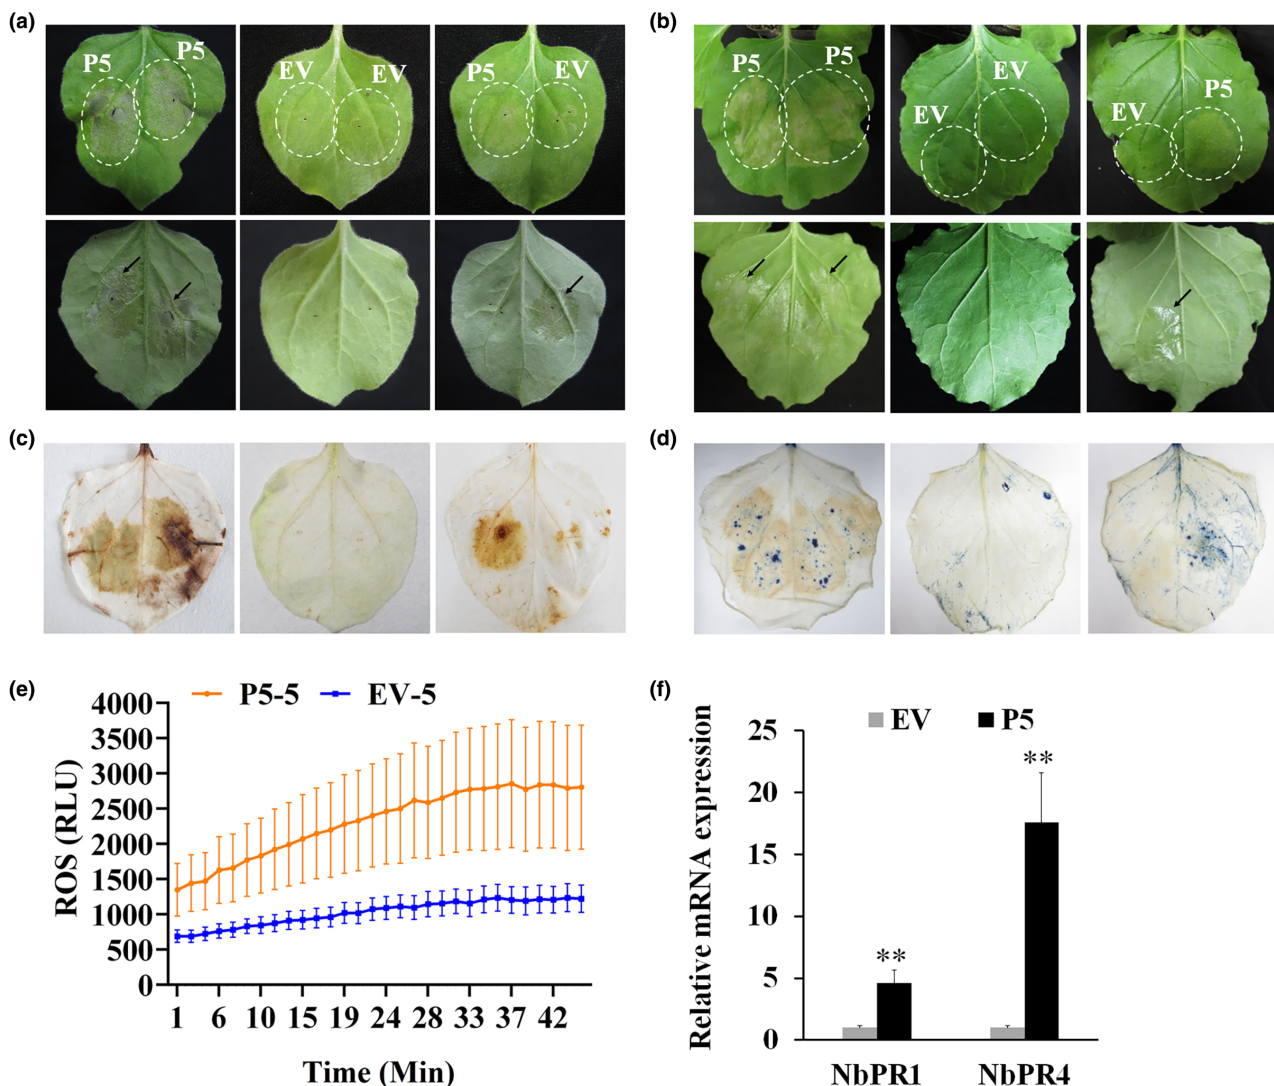 (a)
P5
P5
EV
EV
P5
EV
(b)
P5
P5
EV
EV
EV
P5
(c)
(d)
(e)
P5-5
EV-5
ROS (RLU)
4000
3500
3000
2500
2000
1500
1000
500
0
1 6 10 15 19 24 28 33 37 42
Time (Min)
(f)
EV
P5
Relative mRNA expression
25
20
15
10
5
0
**
**
NbPR1
NbPR4